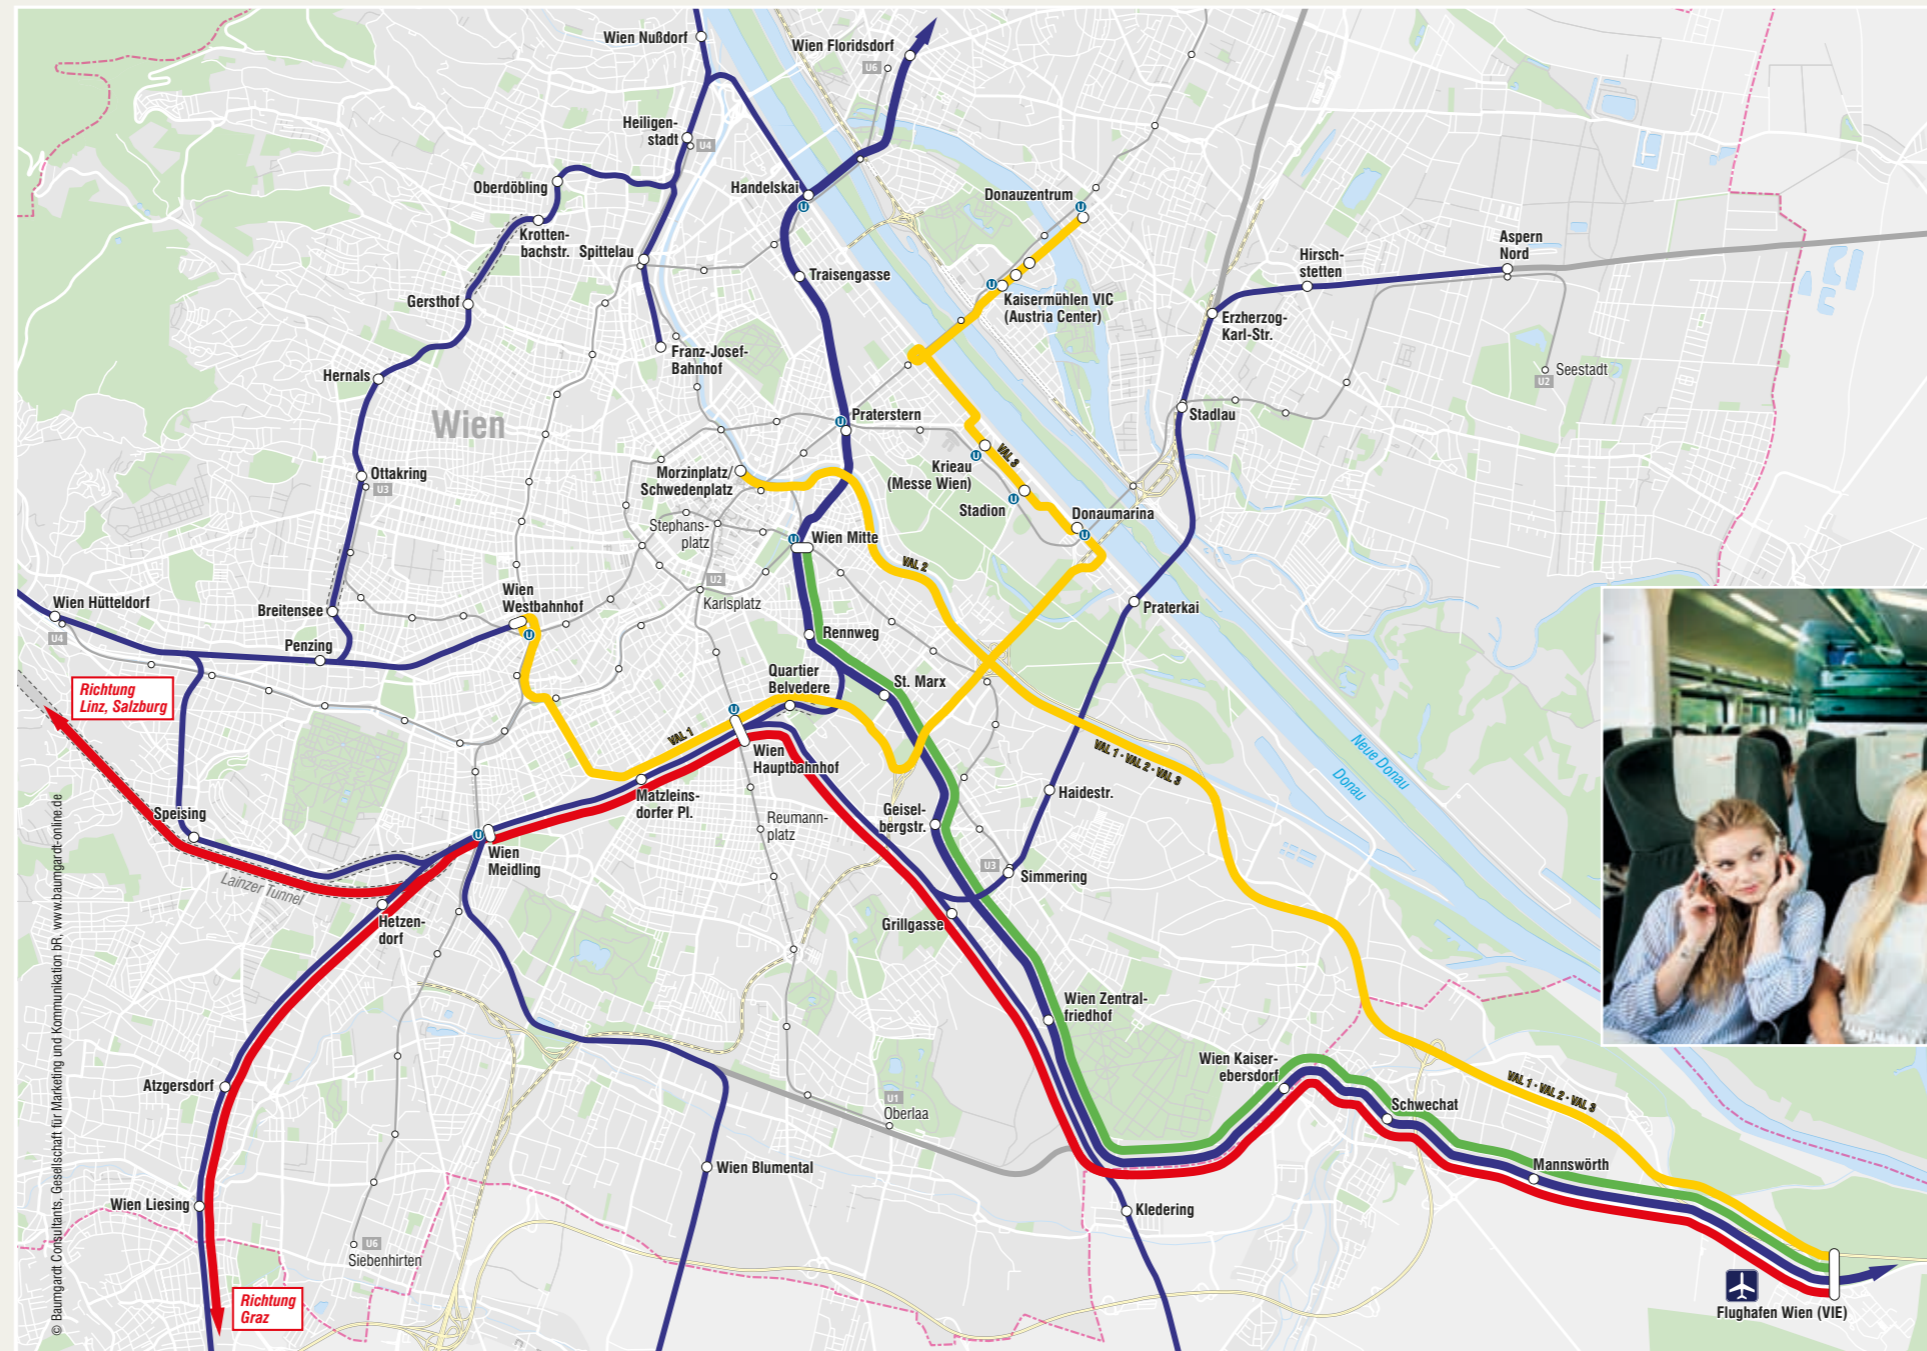 Wien Nußdorf
Wien Floridsdorf
U6
Heiligen-
stadt
U4
Oberdöbling
Handelskai
U
Donauzentrum
U
Krotten-
bachstr.
Spittelau
Aspern
Nord
Hirsch-
stetten
Traisengasse
U
Kaisermühlen VIC
(Austria Center)
Gersthof
Erzherzog-
Karl-Str.
Franz-Josef-
Bahnhof
Hernals
Seestadt
U2
Wien
Praterstern
U
Stadlau
Krieau
(Messe Wien)
U
VAL 3
Ottakring
U3
Morzinplatz/
Schwedenplatz
Stadion
U
Donaumarina
U
Stephans-
platz
Wien Mitte
U
VAL 2
U2
Karlsplatz
Wien
Westbahnhof
U
Wien Hütteldorf
U4
Breitensee
Praterkai
Penzing
Rennweg
Richtung
Linz, Salzburg
Quartier
Belvedere
St. Marx
U
VAL 1
Wien
Hauptbahnhof
VAL 1 · VAL 2 · VAL 3
Neue Donau
Donau
Matzleins-
dorfer Pl.
Haidestr.
Speising
Reumann-
platz
Geisel-
bergstr.
U
Wien
Meidling
U3
Simmering
Lainzer Tunnel
Hetzen-
dorf
Grillgasse
Wien Zentral-
friedhof
Wien Kaiser-
ebersdorf
Atzgersdorf
U1
Oberlaa
Schwechat
VAL 1 · VAL 2 · VAL 3
Wien Blumental
Mannswörth
Wien Liesing
Kledering
U6
Siebenhirten
Richtung
Graz
Flughafen Wien (VIE)
© Baumgardt Consultants, Gesellschaft für Marketing und Kommunikation bR, www.baumgardt-online.de